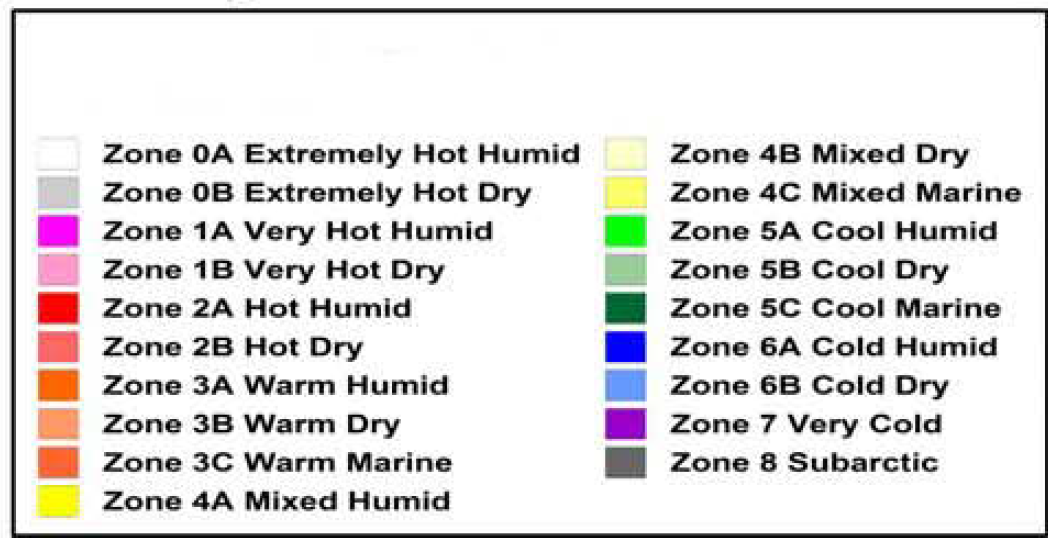 Zone 0A Extremely Hot Humid
Zone 0B Extremely Hot Dry
Zone 1A Very Hot Humid
Zone 1B Very Hot Dry
Zone 2A Hot Humid
Zone 2B Hot Dry
Zone 3A Warm Humid
Zone 3B Warm Dry
Zone 3C Warm Marine
Zone 4A Mixed Humid
Zone 4B Mixed Dry
Zone 4C Mixed Marine
Zone 5A Cool Humid
Zone 5B Cool Dry
Zone 5C Cool Marine
Zone 6A Cold Humid
Zone 6B Cold Dry
Zone 7 Very Cold
Zone 8 Subarctic